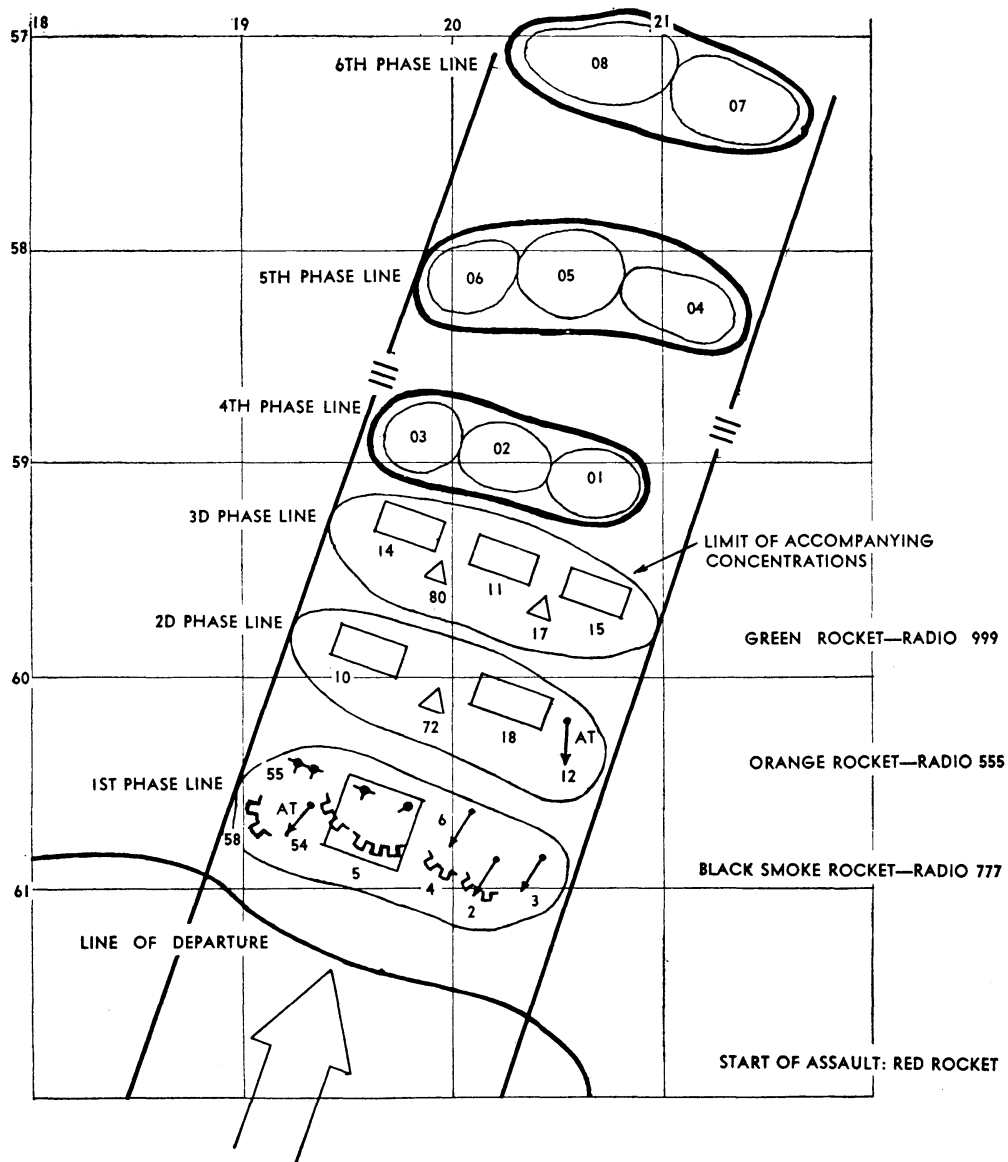 18 19 20 21
57
6TH PHASE LINE
08
07
58
5TH PHASE LINE
06 05 04
4TH PHASE LINE
03 02 01
59
3D PHASE LINE
LIMIT OF ACCOMPANYING
CONCENTRATIONS
14 11 15
80 17
2D PHASE LINE
GREEN ROCKET—RADIO 999
60
10
72 18 AT
12
ORANGE ROCKET—RADIO 555
1ST PHASE LINE
55
AT 6
58 54 5 4 2 3
BLACK SMOKE ROCKET—RADIO 777
61
LINE OF DEPARTURE
START OF ASSAULT: RED ROCKET